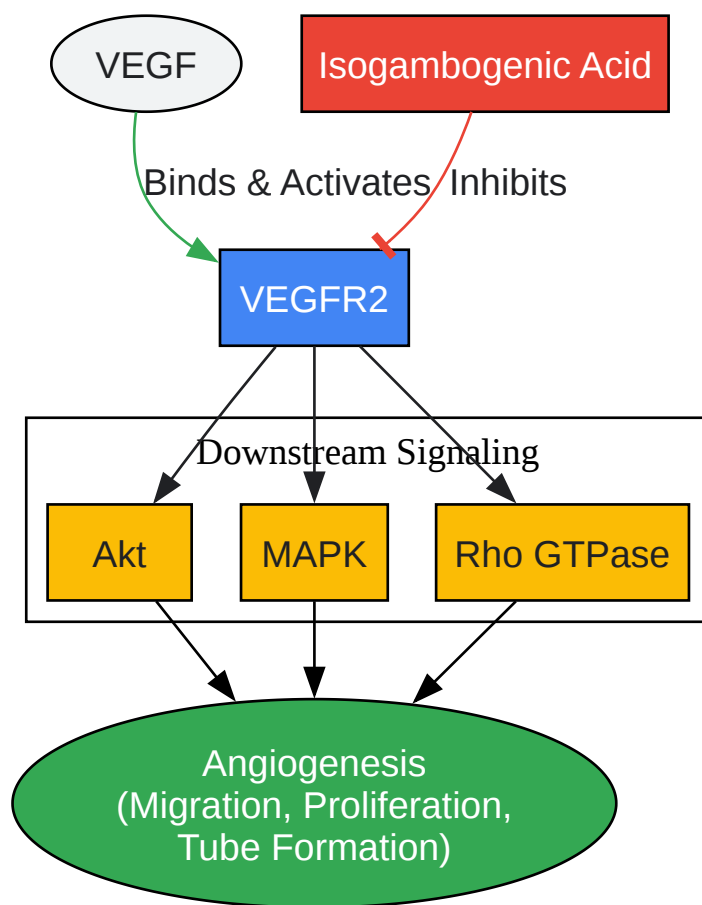 VEGF
Isogambogenic Acid
Binds & Activates
Inhibits
VEGFR2
Downstream Signaling
Akt
MAPK
Rho GTPase
Angiogenesis
(Migration, Proliferation,
Tube Formation)